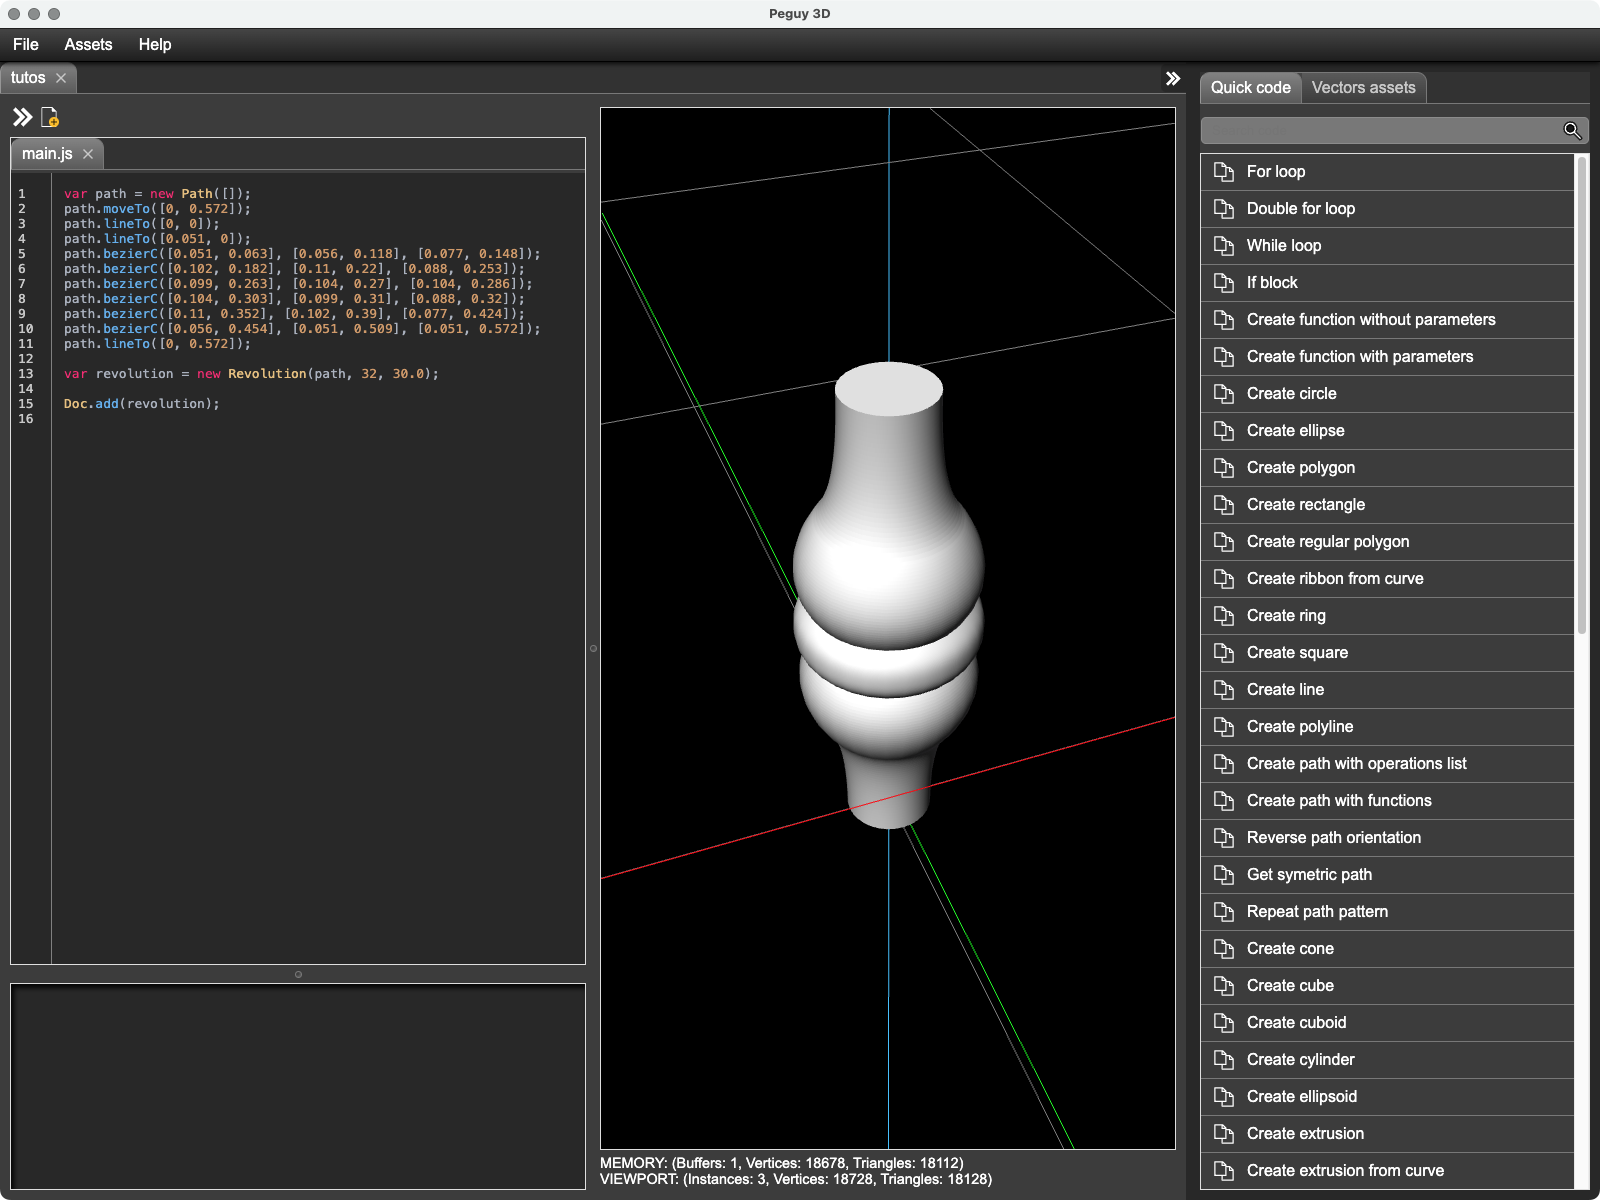 Peguy 3D
File Assets Help
tutos
main.js
1 var path = new Path([]);
2 path.moveTo([0, 0.572]);
3 path.lineTo([0, 0]);
4 path.lineTo([0.051, 0]);
5 path.bezierC([0.051, 0.063], [0.056, 0.118], [0.077, 0.148]);
6 path.bezierC([0.102, 0.182], [0.11, 0.22], [0.088, 0.253]);
7 path.bezierC([0.099, 0.263], [0.104, 0.27], [0.104, 0.286]);
8 path.bezierC([0.104, 0.303], [0.099, 0.31], [0.088, 0.32]);
9 path.bezierC([0.11, 0.352], [0.102, 0.39], [0.077, 0.424]);
10 path.bezierC([0.056, 0.454], [0.051, 0.509], [0.051, 0.572]);
11 path.lineTo([0, 0.572]);
12
13 var revolution = new Revolution(path, 32, 30.0);
14
15 Doc.add(revolution);
16
MEMORY: (Buffers: 1, Vertices: 18678, Triangles: 18112)
VIEWPORT: (Instances: 3, Vertices: 18728, Triangles: 18128)
Quick code Vectors assets
For loop
Double for loop
While loop
If block
Create function without parameters
Create function with parameters
Create circle
Create ellipse
Create polygon
Create rectangle
Create regular polygon
Create ribbon from curve
Create ring
Create square
Create line
Create polyline
Create path with operations list
Create path with functions
Reverse path orientation
Get symetric path
Repeat path pattern
Create cone
Create cube
Create cuboid
Create cylinder
Create ellipsoid
Create extrusion
Create extrusion from curve